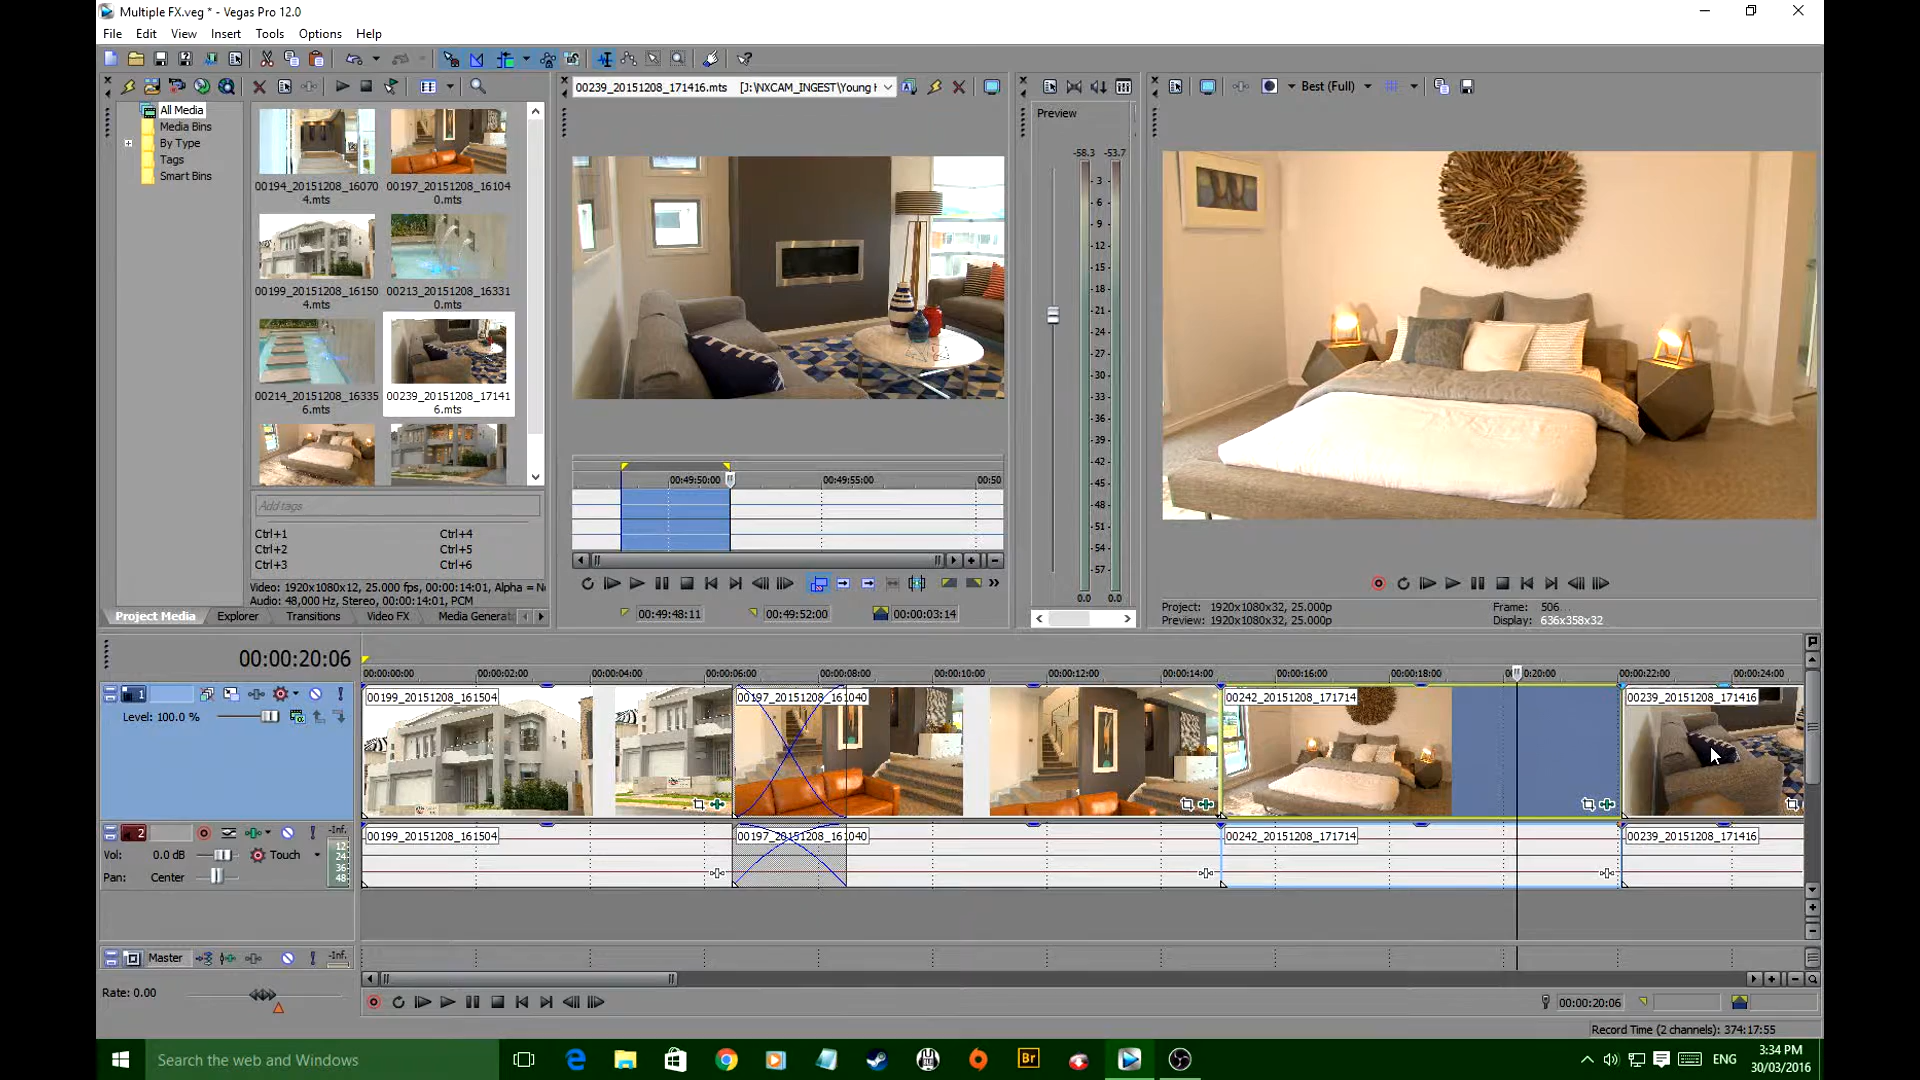 Multiple FX.veg * - Vegas Pro 12.0
File Edit View Insert Tools Options Help
00239_20151208_171416.mts [J:\NXCAM_INGEST\Young H
Best (Full)
All Media
Media Bins
By Type
Tags
Smart Bins
00194_20151208_16070
4.mts
00197_20151208_16104
0.mts
00199_20151208_16150
4.mts
00213_20151208_16331
0.mts
00214_20151208_16335
6.mts
00239_20151208_17141
6.mts
Add tags
Ctrl+1 Ctrl+4
Ctrl+2 Ctrl+5
Ctrl+3 Ctrl+6
Video: 1920x1080x12, 25.000 fps, 00:00:14:01, Alpha = No
Audio: 48,000 Hz, Stereo, 00:00:14:01, PCM
Project Media Explorer Transitions Video FX Media Generat
00:49:50:00 00:49:55:00 00:50
00:49:48:11 00:49:52:00 00:00:03:14
Preview
-58.3 -53.7
- 3 -
- 6 -
- 9 -
- 12 -
- 15 -
- 18 -
- 21 -
- 24 -
- 27 -
- 30 -
- 33 -
- 36 -
- 39 -
- 42 -
- 45 -
- 48 -
- 51 -
- 54 -
- 57 -
0.0 0.0
Project: 1920x1080x32, 25.000p
Preview: 1920x1080x32, 25.000p
Frame: 506
Display: 636x358x32
00:00:20:06
00:00:00:00 00:00:02:00 00:00:04:00 00:00:06:00 00:00:08:00 00:00:10:00 00:00:12:00 00:00:14:00 00:00:16:00 00:00:18:00 00:00:20:00 00:00:22:00 00:00:24:00
1
Level: 100.0 %
00199_20151208_161504 00197_20151208_161040 00242_20151208_171714 00239_20151208_171416
2
-Inf.
Vol: 0.0 dB Touch
Pan: Center
12
24
36
48
00199_20151208_161504 00197_20151208_161040 00242_20151208_171714 00239_20151208_171416
Master -Inf.
Rate: 0.00
00:00:20:06
Record Time (2 channels): 374:17:55
Search the web and Windows
Br
ENG
3:34 PM
30/03/2016